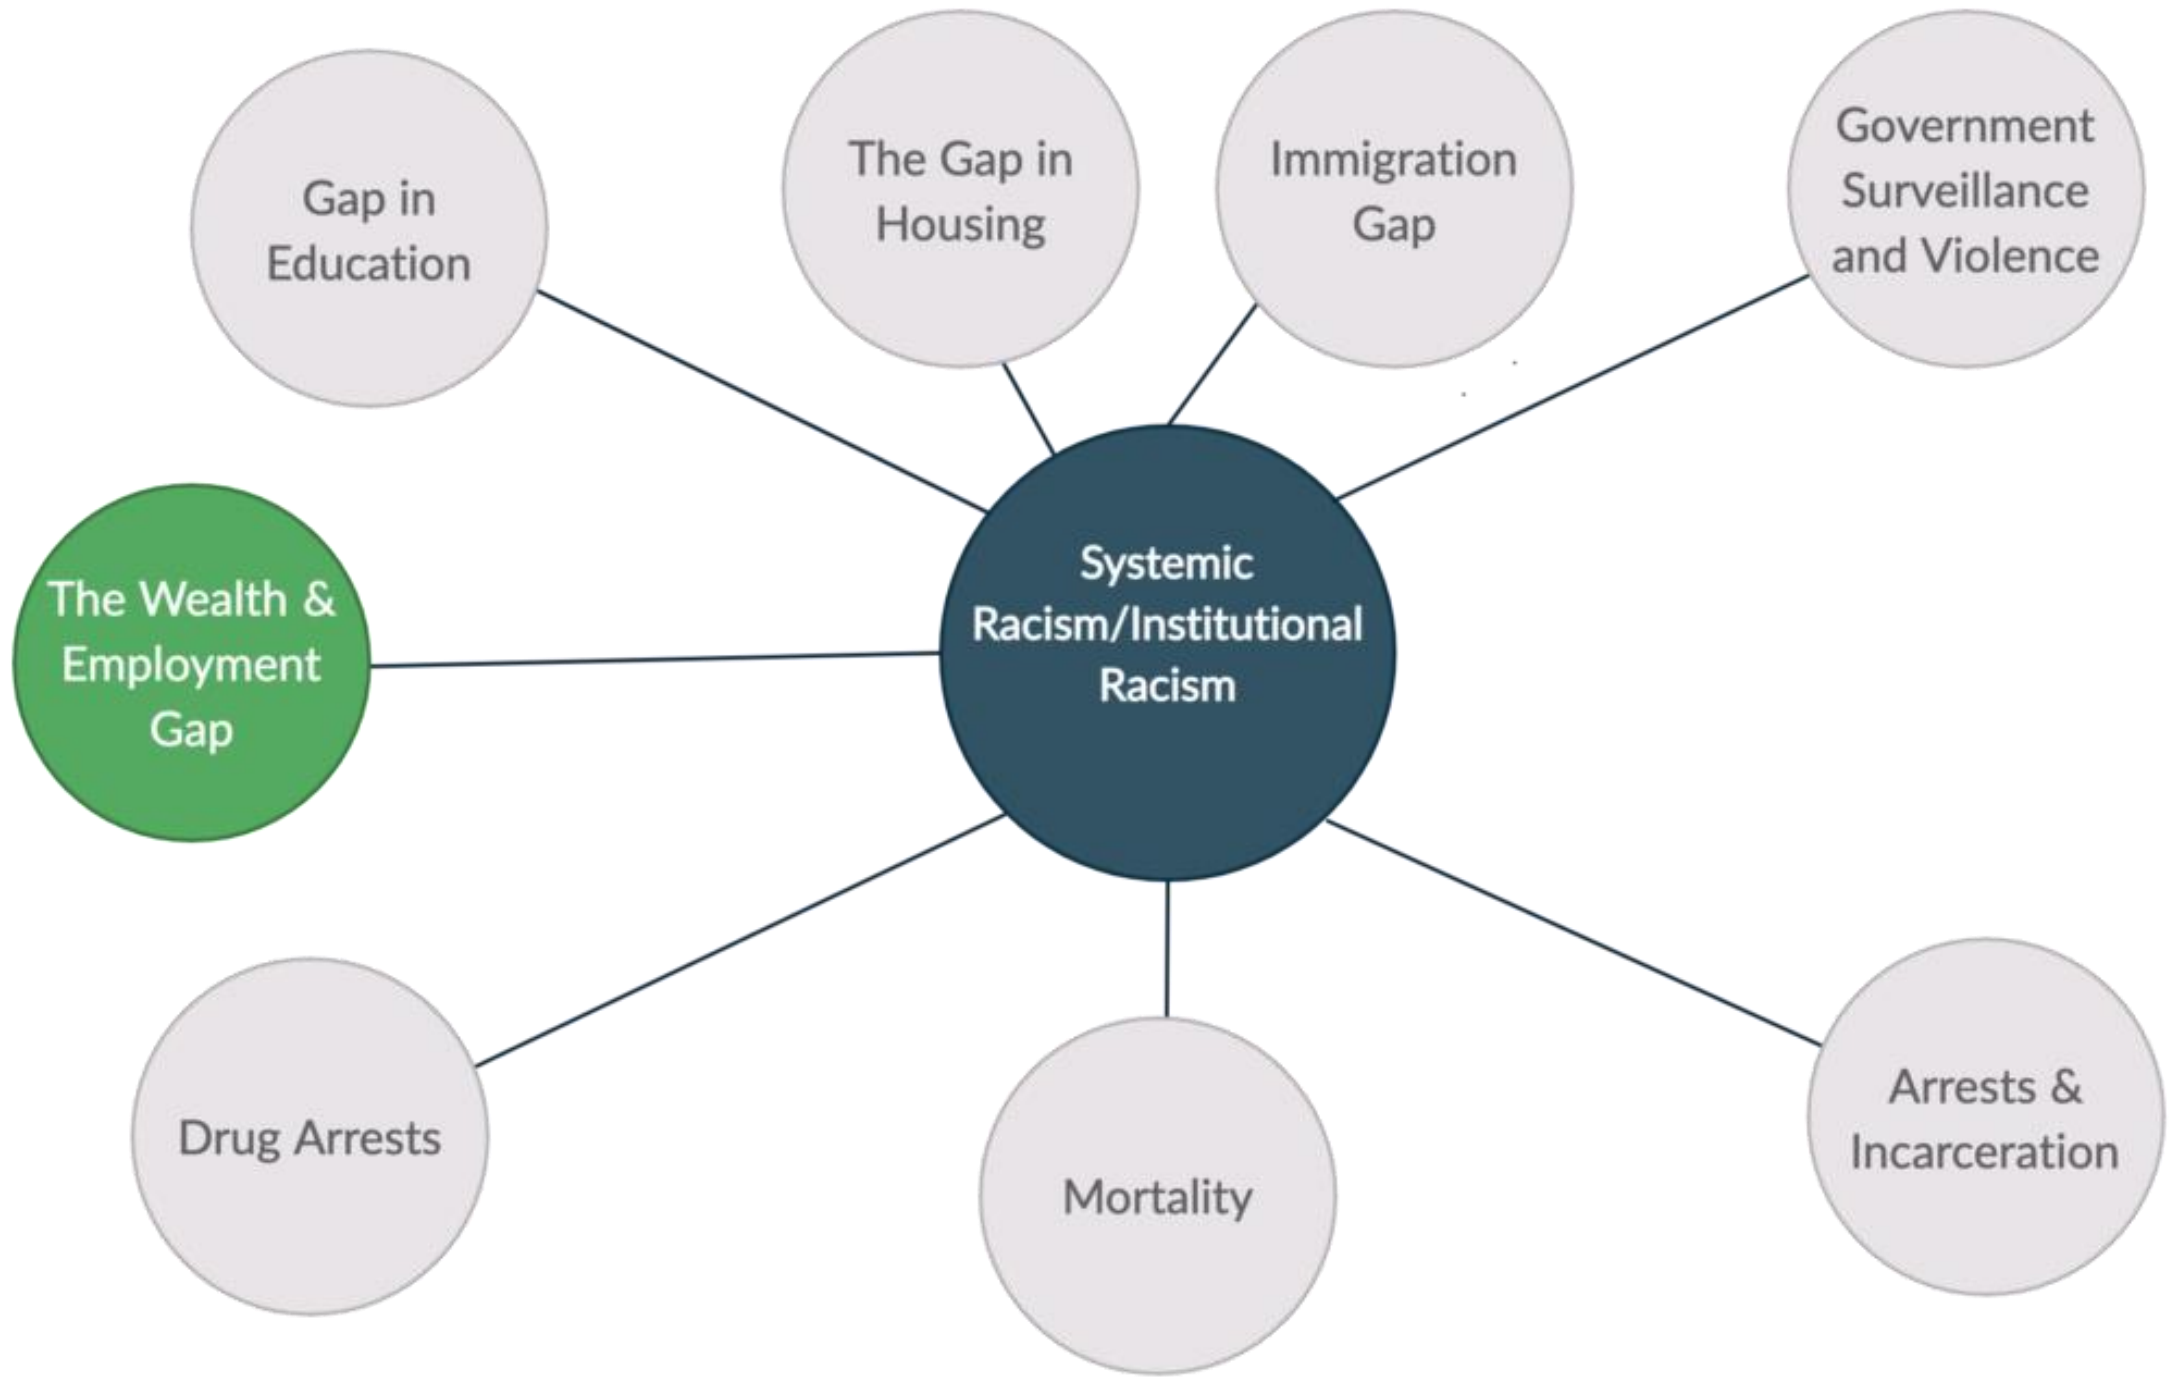 Gap in
Education
The Gap in
Housing
Immigration
Gap
Government
Surveillance
and Violence
The Wealth &
Employment
Gap
Systemic
Racism/Institutional
Racism
Drug Arrests
Mortality
Arrests &
Incarceration